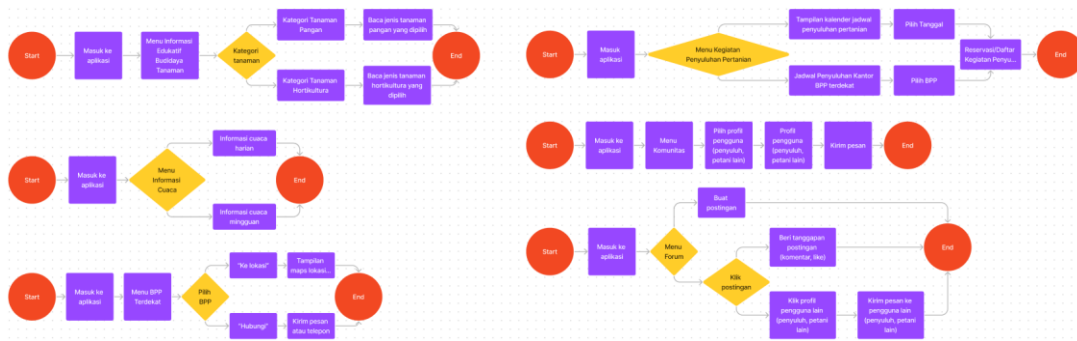 Start
Masuk ke
aplikasi
Menu Informasi
Edukatif
Budidaya
Tanaman
Kategori
tanaman
Kategori Tanaman
Pangan
Baca jenis tanaman
pangan yang dipilih
Kategori Tanaman
Hortikultura
Baca jenis tanaman
hortikultura yang
dipilih
End
Start
Masuk ke
aplikasi
Menu
Informasi
Cuaca
Informasi cuaca
harian
Informasi cuaca
mingguan
End
Start
Masuk ke
aplikasi
Menu BPP
Terdekat
Pilih
BPP
"Ke lokasi"
Tampilan
maps lokasi...
"Hubungi"
Kirim pesan
atau telepon
End
Start
Masuk
aplikasi
Menu Kegiatan
Penyuluhan Pertanian
Tampilan kalender jadwal
penyuluhan pertanian
Pilih Tanggal
Jadwal Penyuluhan Kantor
BPP terdekat
Pilih BPP
Reservasi/Daftar
Kegiatan Penyu...
End
Start
Masuk ke
aplikasi
Menu
Komunitas
Pilih profil
pengguna
(penyuluh,
petani lain)
Profil
pengguna
(penyuluh,
petani lain)
Kirim pesan
End
Start
Masuk ke
aplikasi
Menu
Forum
Buat
postingan
Klik
postingan
Beri tanggapan
postingan
(komentar, like)
Klik profil
pengguna lain
(penyuluh, petani
lain)
Kirim pesan ke
pengguna lain
(penyuluh, petani
lain)
End